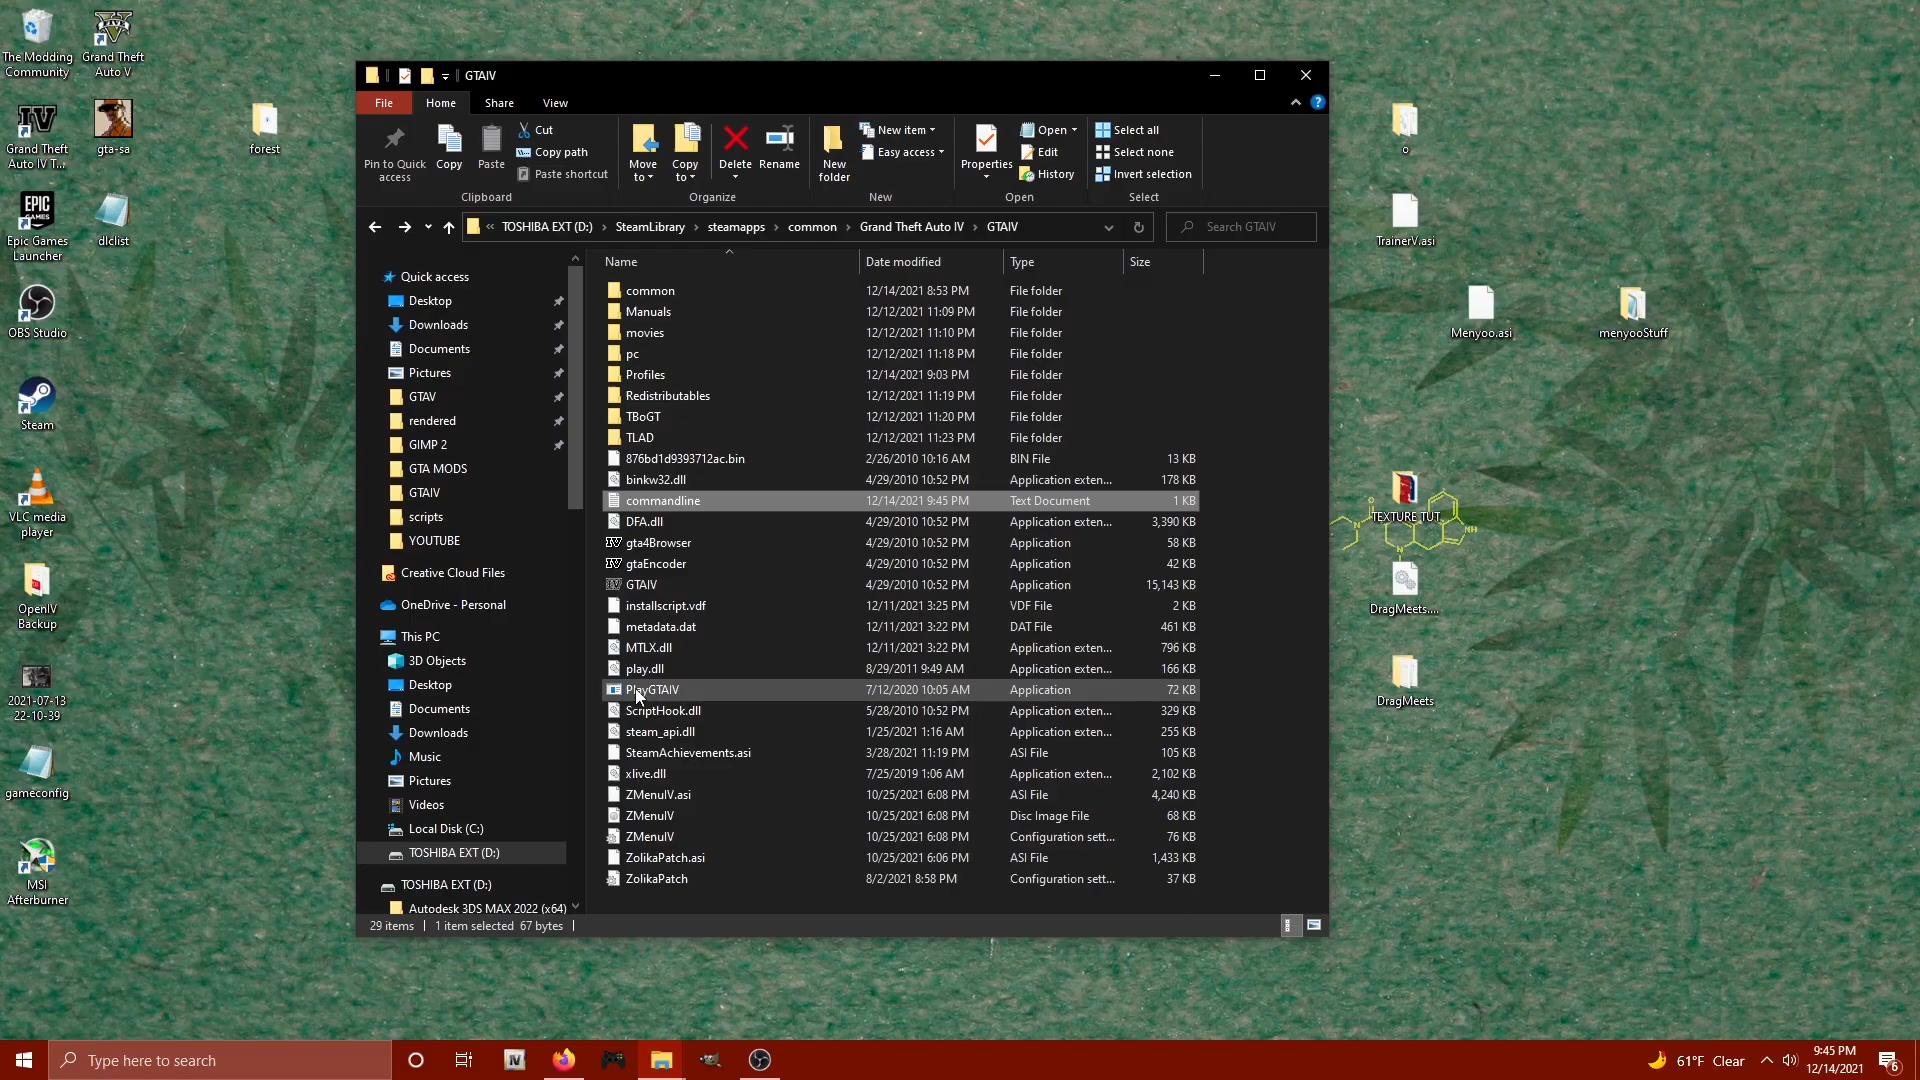 The Modding
Community
Grand Theft
Auto V
IV
Grand Theft
Auto IV T...
gta-sa
forest
EPIC
GAMES
Epic Games
Launcher
dlclist
OBS Studio
Steam
VLC media
player
OpenIV
Backup
2021-07-13
22-10-39
gameconfig
MSI
Afterburner
GTAIV
File
Home
Share
View
Pin to Quick
access
Copy
Paste
Cut
Copy path
Paste shortcut
Clipboard
Move
to
Copy
to
Delete
Rename
Organize
New
folder
New item
Easy access
New
Properties
Open
Edit
History
Open
Select all
Select none
Invert selection
Select
« TOSHIBA EXT (D:) › SteamLibrary › steamapps › common › Grand Theft Auto IV › GTAIV
Search GTAIV
Quick access
Desktop
Downloads
Documents
Pictures
GTAV
rendered
GIMP 2
GTA MODS
GTAIV
scripts
YOUTUBE
Creative Cloud Files
OneDrive - Personal
This PC
3D Objects
Desktop
Documents
Downloads
Music
Pictures
Videos
Local Disk (C:)
TOSHIBA EXT (D:)
TOSHIBA EXT (D:)
Autodesk 3DS MAX 2022 (x64)
Name Date modified Type Size
common 12/14/2021 8:53 PM File folder
Manuals 12/12/2021 11:09 PM File folder
movies 12/12/2021 11:10 PM File folder
pc 12/12/2021 11:18 PM File folder
Profiles 12/14/2021 9:03 PM File folder
Redistributables 12/12/2021 11:19 PM File folder
TBoGT 12/12/2021 11:20 PM File folder
TLAD 12/12/2021 11:23 PM File folder
876bd1d9393712ac.bin 2/26/2010 10:16 AM BIN File 13 KB
binkw32.dll 4/29/2010 10:52 PM Application exten... 178 KB
commandline 12/14/2021 9:45 PM Text Document 1 KB
DFA.dll 4/29/2010 10:52 PM Application exten... 3,390 KB
gta4Browser 4/29/2010 10:52 PM Application 58 KB
gtaEncoder 4/29/2010 10:52 PM Application 42 KB
GTAIV 4/29/2010 10:52 PM Application 15,143 KB
installscript.vdf 12/11/2021 3:25 PM VDF File 2 KB
metadata.dat 12/11/2021 3:22 PM DAT File 461 KB
MTLX.dll 12/11/2021 3:22 PM Application exten... 796 KB
play.dll 8/29/2011 9:49 AM Application exten... 166 KB
PlayGTAIV 7/12/2020 10:05 AM Application 72 KB
ScriptHook.dll 5/28/2010 10:52 PM Application exten... 329 KB
steam_api.dll 1/25/2021 1:16 AM Application exten... 255 KB
SteamAchievements.asi 3/28/2021 11:19 PM ASI File 105 KB
xlive.dll 7/25/2019 1:06 AM Application exten... 2,102 KB
ZMenuIV.asi 10/25/2021 6:08 PM ASI File 4,240 KB
ZMenuIV 10/25/2021 6:08 PM Disc Image File 68 KB
ZMenuIV 10/25/2021 6:08 PM Configuration sett... 76 KB
ZolikaPatch.asi 10/25/2021 6:06 PM ASI File 1,433 KB
ZolikaPatch 8/2/2021 8:58 PM Configuration sett... 37 KB
29 items 1 item selected 67 bytes
o
TrainerV.asi
Menyoo.asi
menyooStuff
TEXTURE TUT
DragMeets....
DragMeets
Type here to search
61°F Clear
9:45 PM
12/14/2021
6